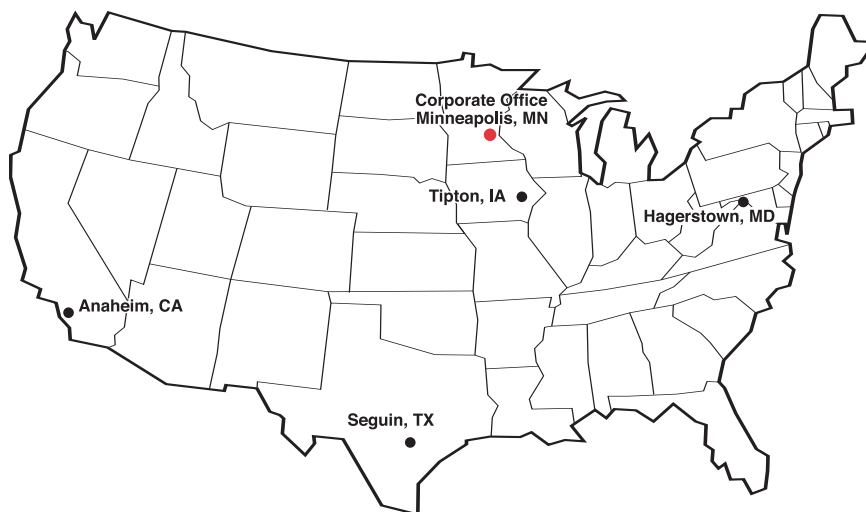 Corporate Office
Minneapolis, MN
Tipton, IA
Hagerstown, MD
Anaheim, CA
Seguin, TX